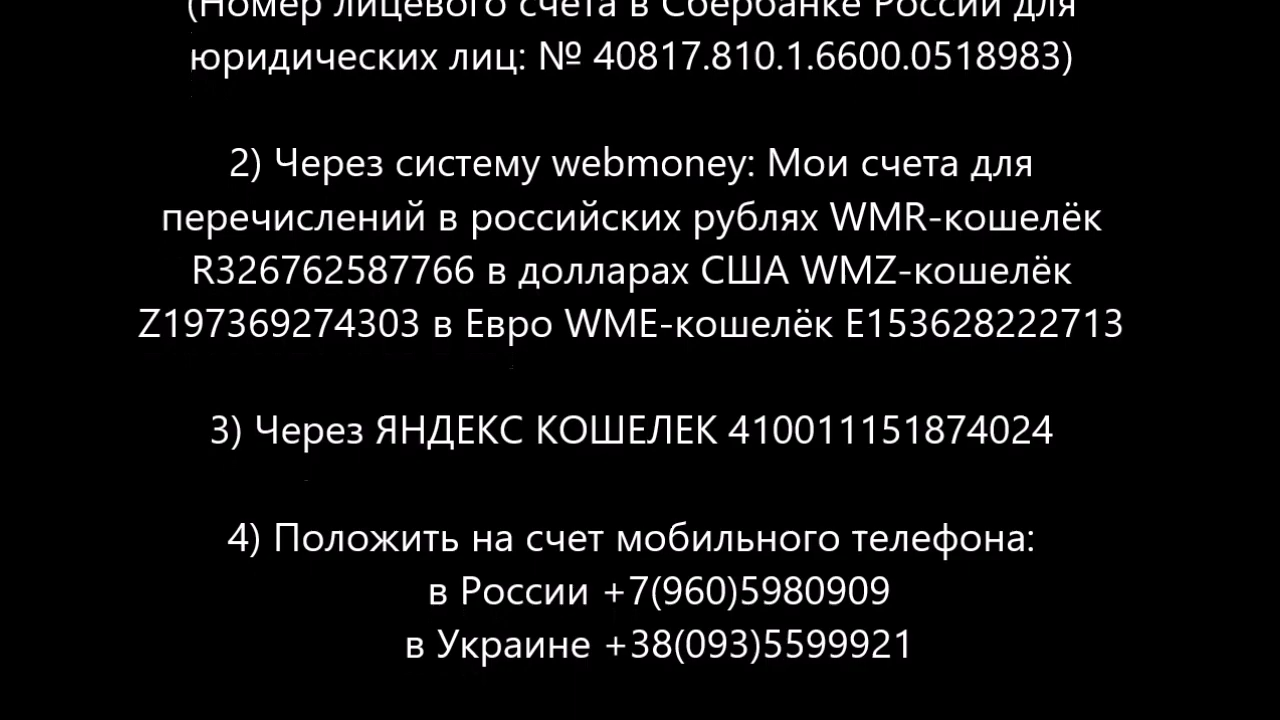 (Номер лицевого счета в Сбербанке России для
юридических лиц: № 40817.810.1.6600.0518983)
2) Через систему webmoney: Мои счета для
перечислений в российских рублях WMR-кошелёк
R326762587766 в долларах США WMZ-кошелёк
Z197369274303 в Евро WME-кошелёк E153628222713
3) Через ЯНДЕКС КОШЕЛЕК 410011151874024
4) Положить на счет мобильного телефона:
в России +7(960)5980909
в Украине +38(093)5599921